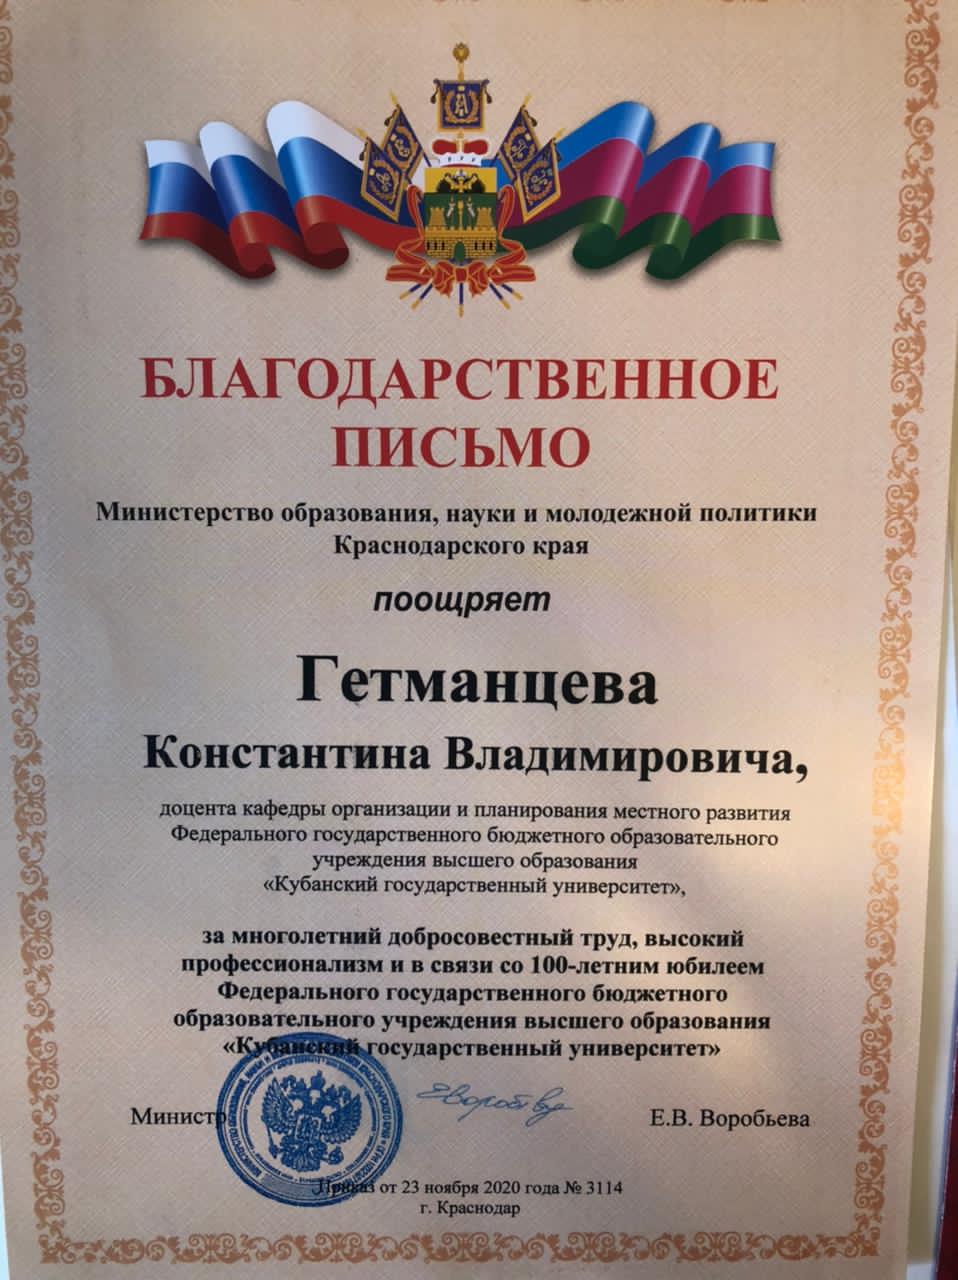 БЛАГОДАРСТВЕННОЕ
ПИСЬМО
Министерство образования, науки и молодежной политики
Краснодарского края
поощряет
Гетманцева
Константина Владимировича,
доцента кафедры организации и планирования местного развития
Федерального государственного бюджетного образовательного
учреждения высшего образования
«Кубанский государственный университет»,
за многолетний добросовестный труд, высокий
профессионализм и в связи со 100-летним юбилеем
Федерального государственного бюджетного
образовательного учреждения высшего образования
«Кубанский государственный университет»
Министр Е.В. Воробьева
Приказ от 23 ноября 2020 года № 3114
г. Краснодар